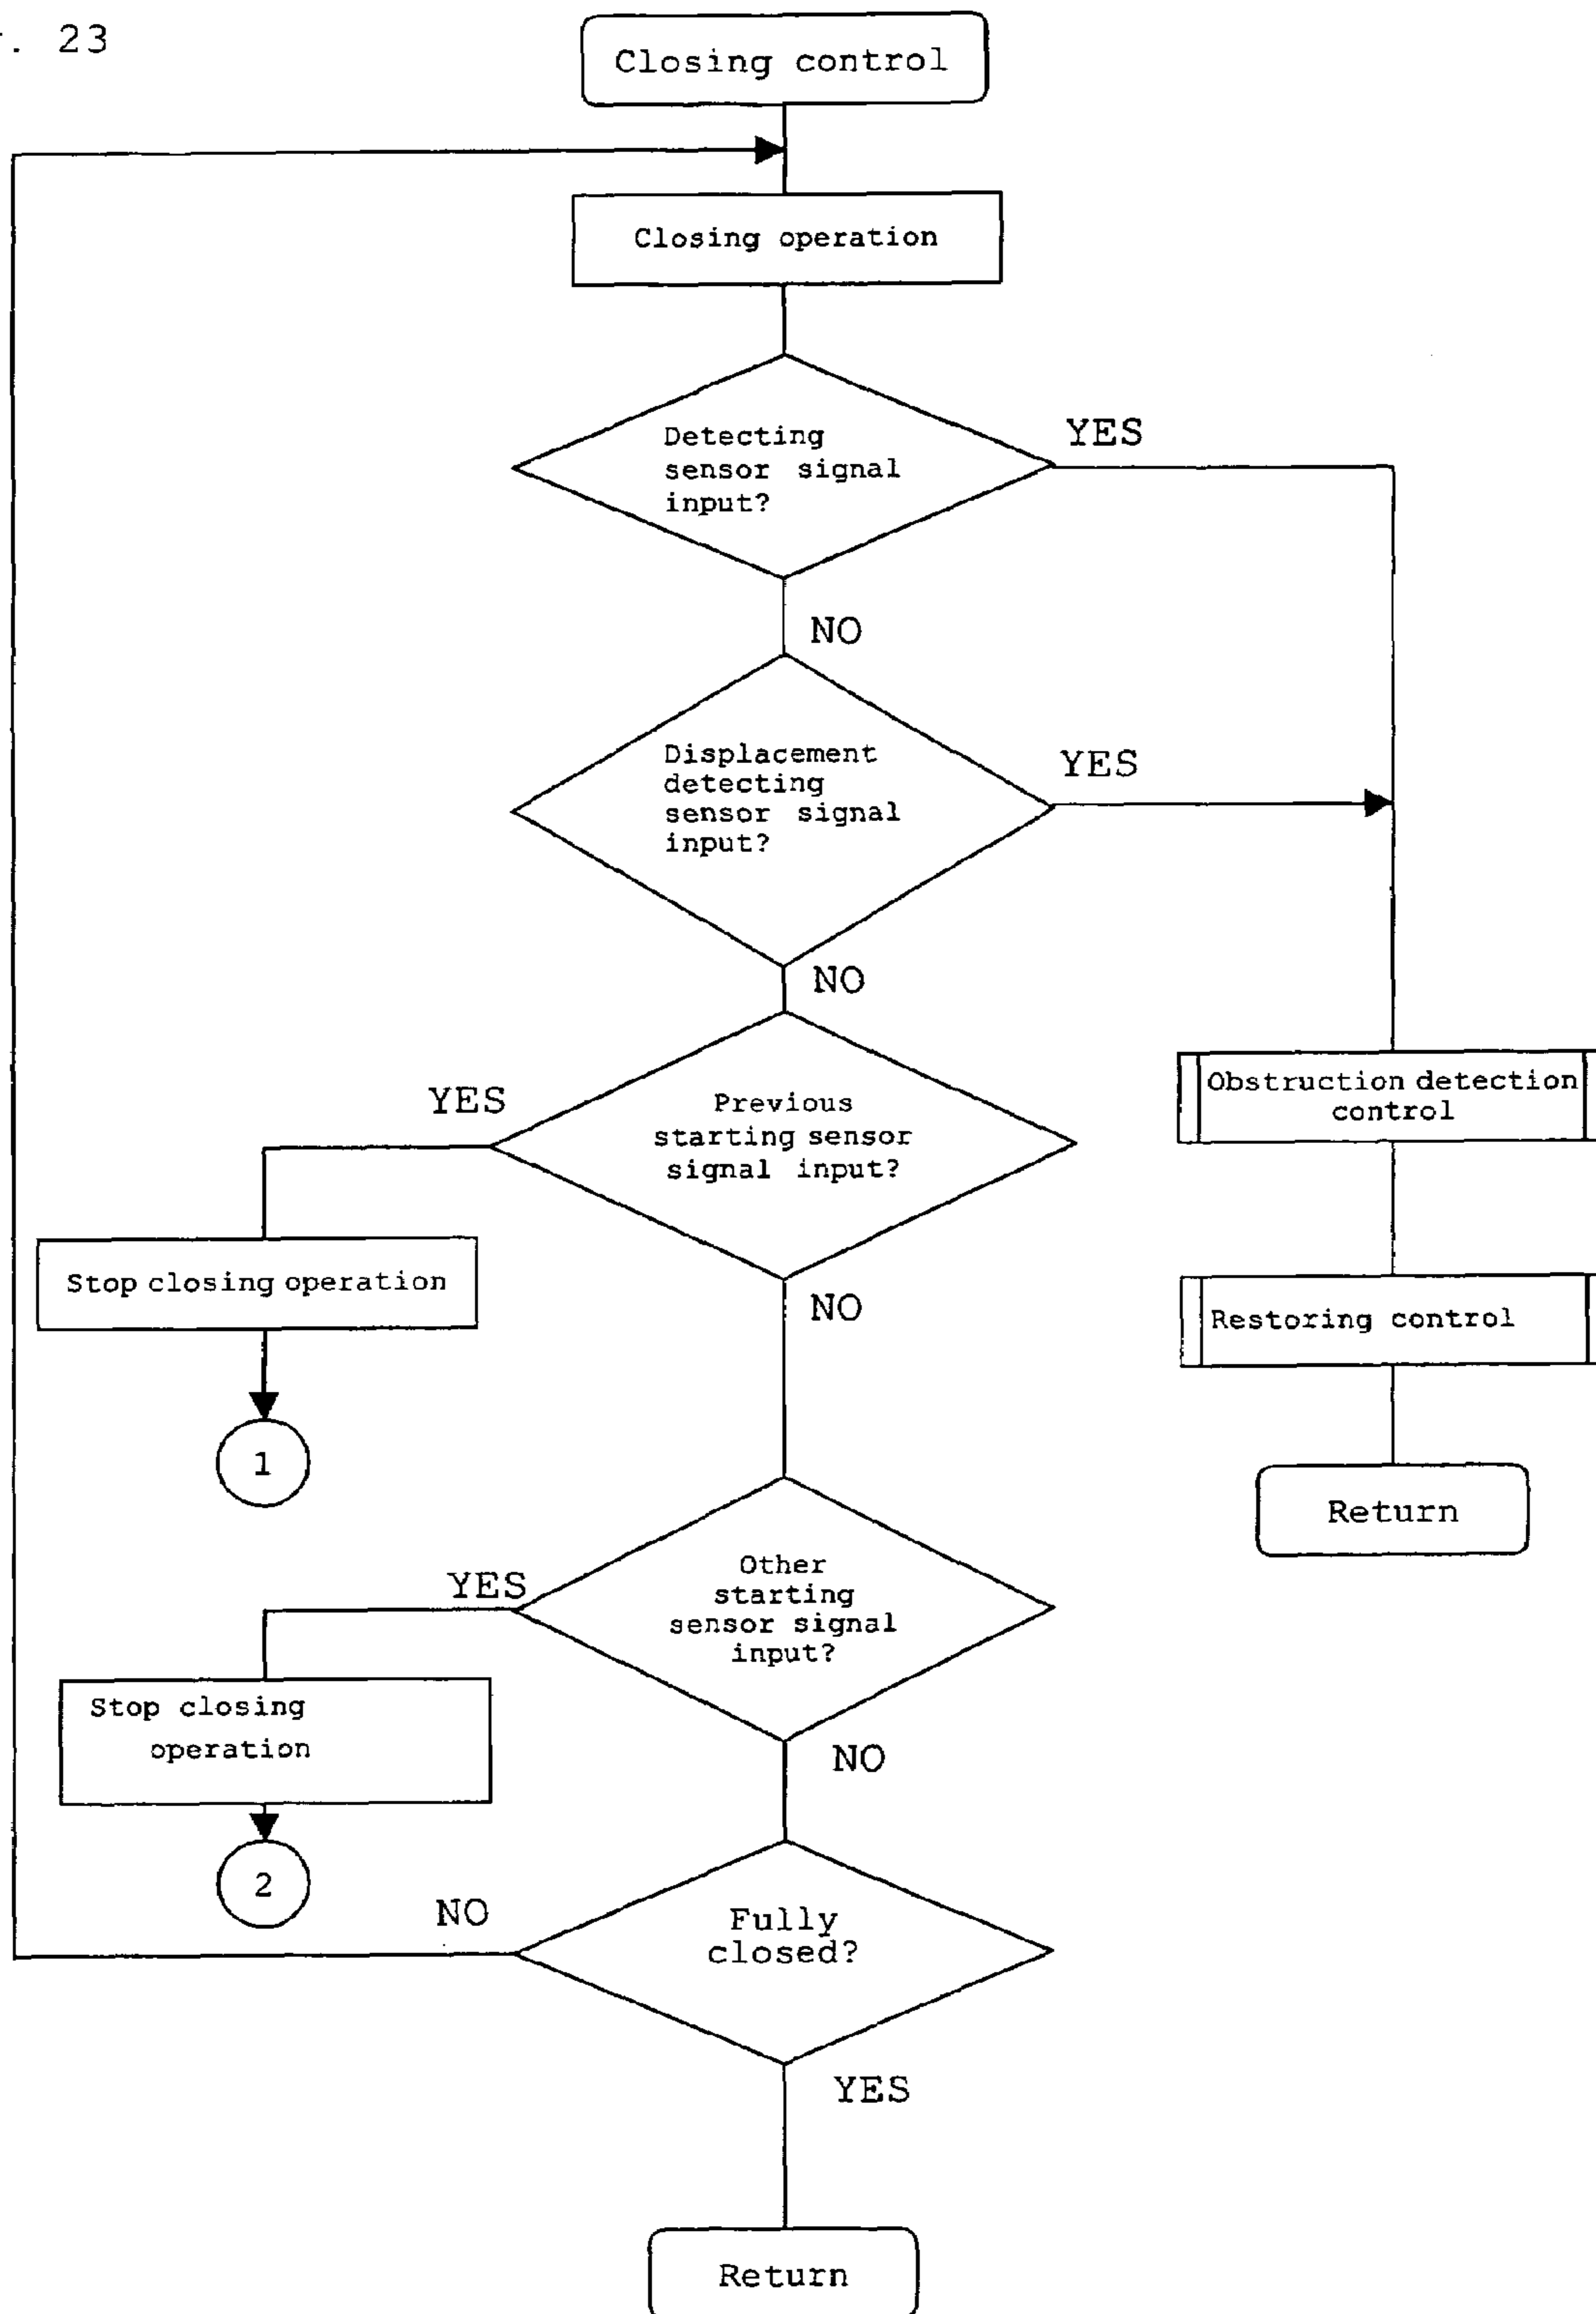 . 23
Closing control
Closing operation
Detecting
sensor signal
input?
YES
NO
Displacement
detecting
sensor signal
input?
YES
NO
Previous
starting sensor
signal input?
YES
NO
Obstruction detection
control
Stop closing operation
Restoring control
1
Return
Other
starting
sensor signal
input?
YES
NO
Stop closing
operation
2
Fully
closed?
NO
YES
Return